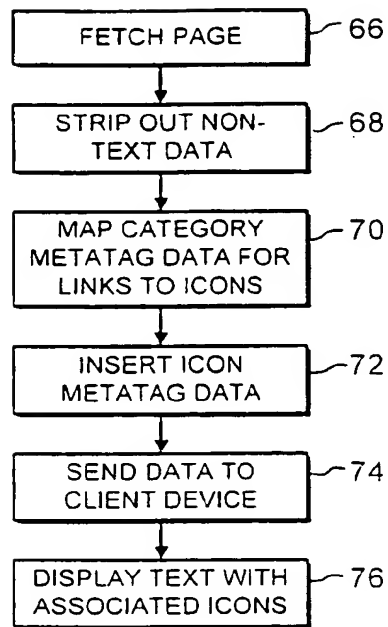 FETCH PAGE
66
STRIP OUT NON-
TEXT DATA
68
MAP CATEGORY
METATAG DATA FOR
LINKS TO ICONS
70
INSERT ICON
METATAG DATA
72
SEND DATA TO
CLIENT DEVICE
74
DISPLAY TEXT WITH
ASSOCIATED ICONS
76